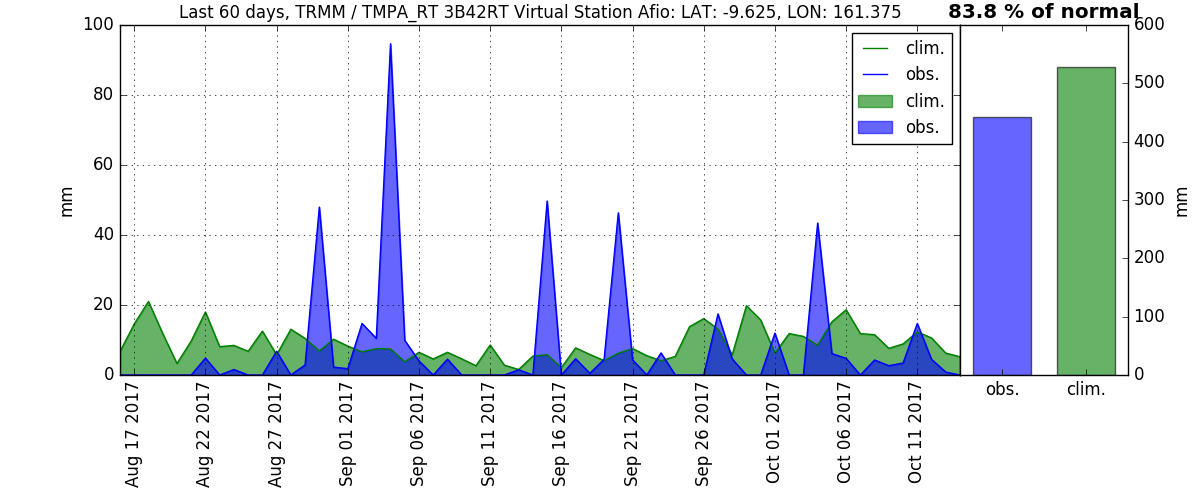 Last 60 days, TRMM / TMPA_RT 3B42RT Virtual Station Afio: LAT: -9.625, LON: 161.375
83.8 % of normal
100
80
60
40
20
0
mm
clim.
obs.
clim.
obs.
600
500
400
300
200
100
0
mm
Aug 17 2017
Aug 22 2017
Aug 27 2017
Sep 01 2017
Sep 06 2017
Sep 11 2017
Sep 16 2017
Sep 21 2017
Sep 26 2017
Oct 01 2017
Oct 06 2017
Oct 11 2017
obs.
clim.